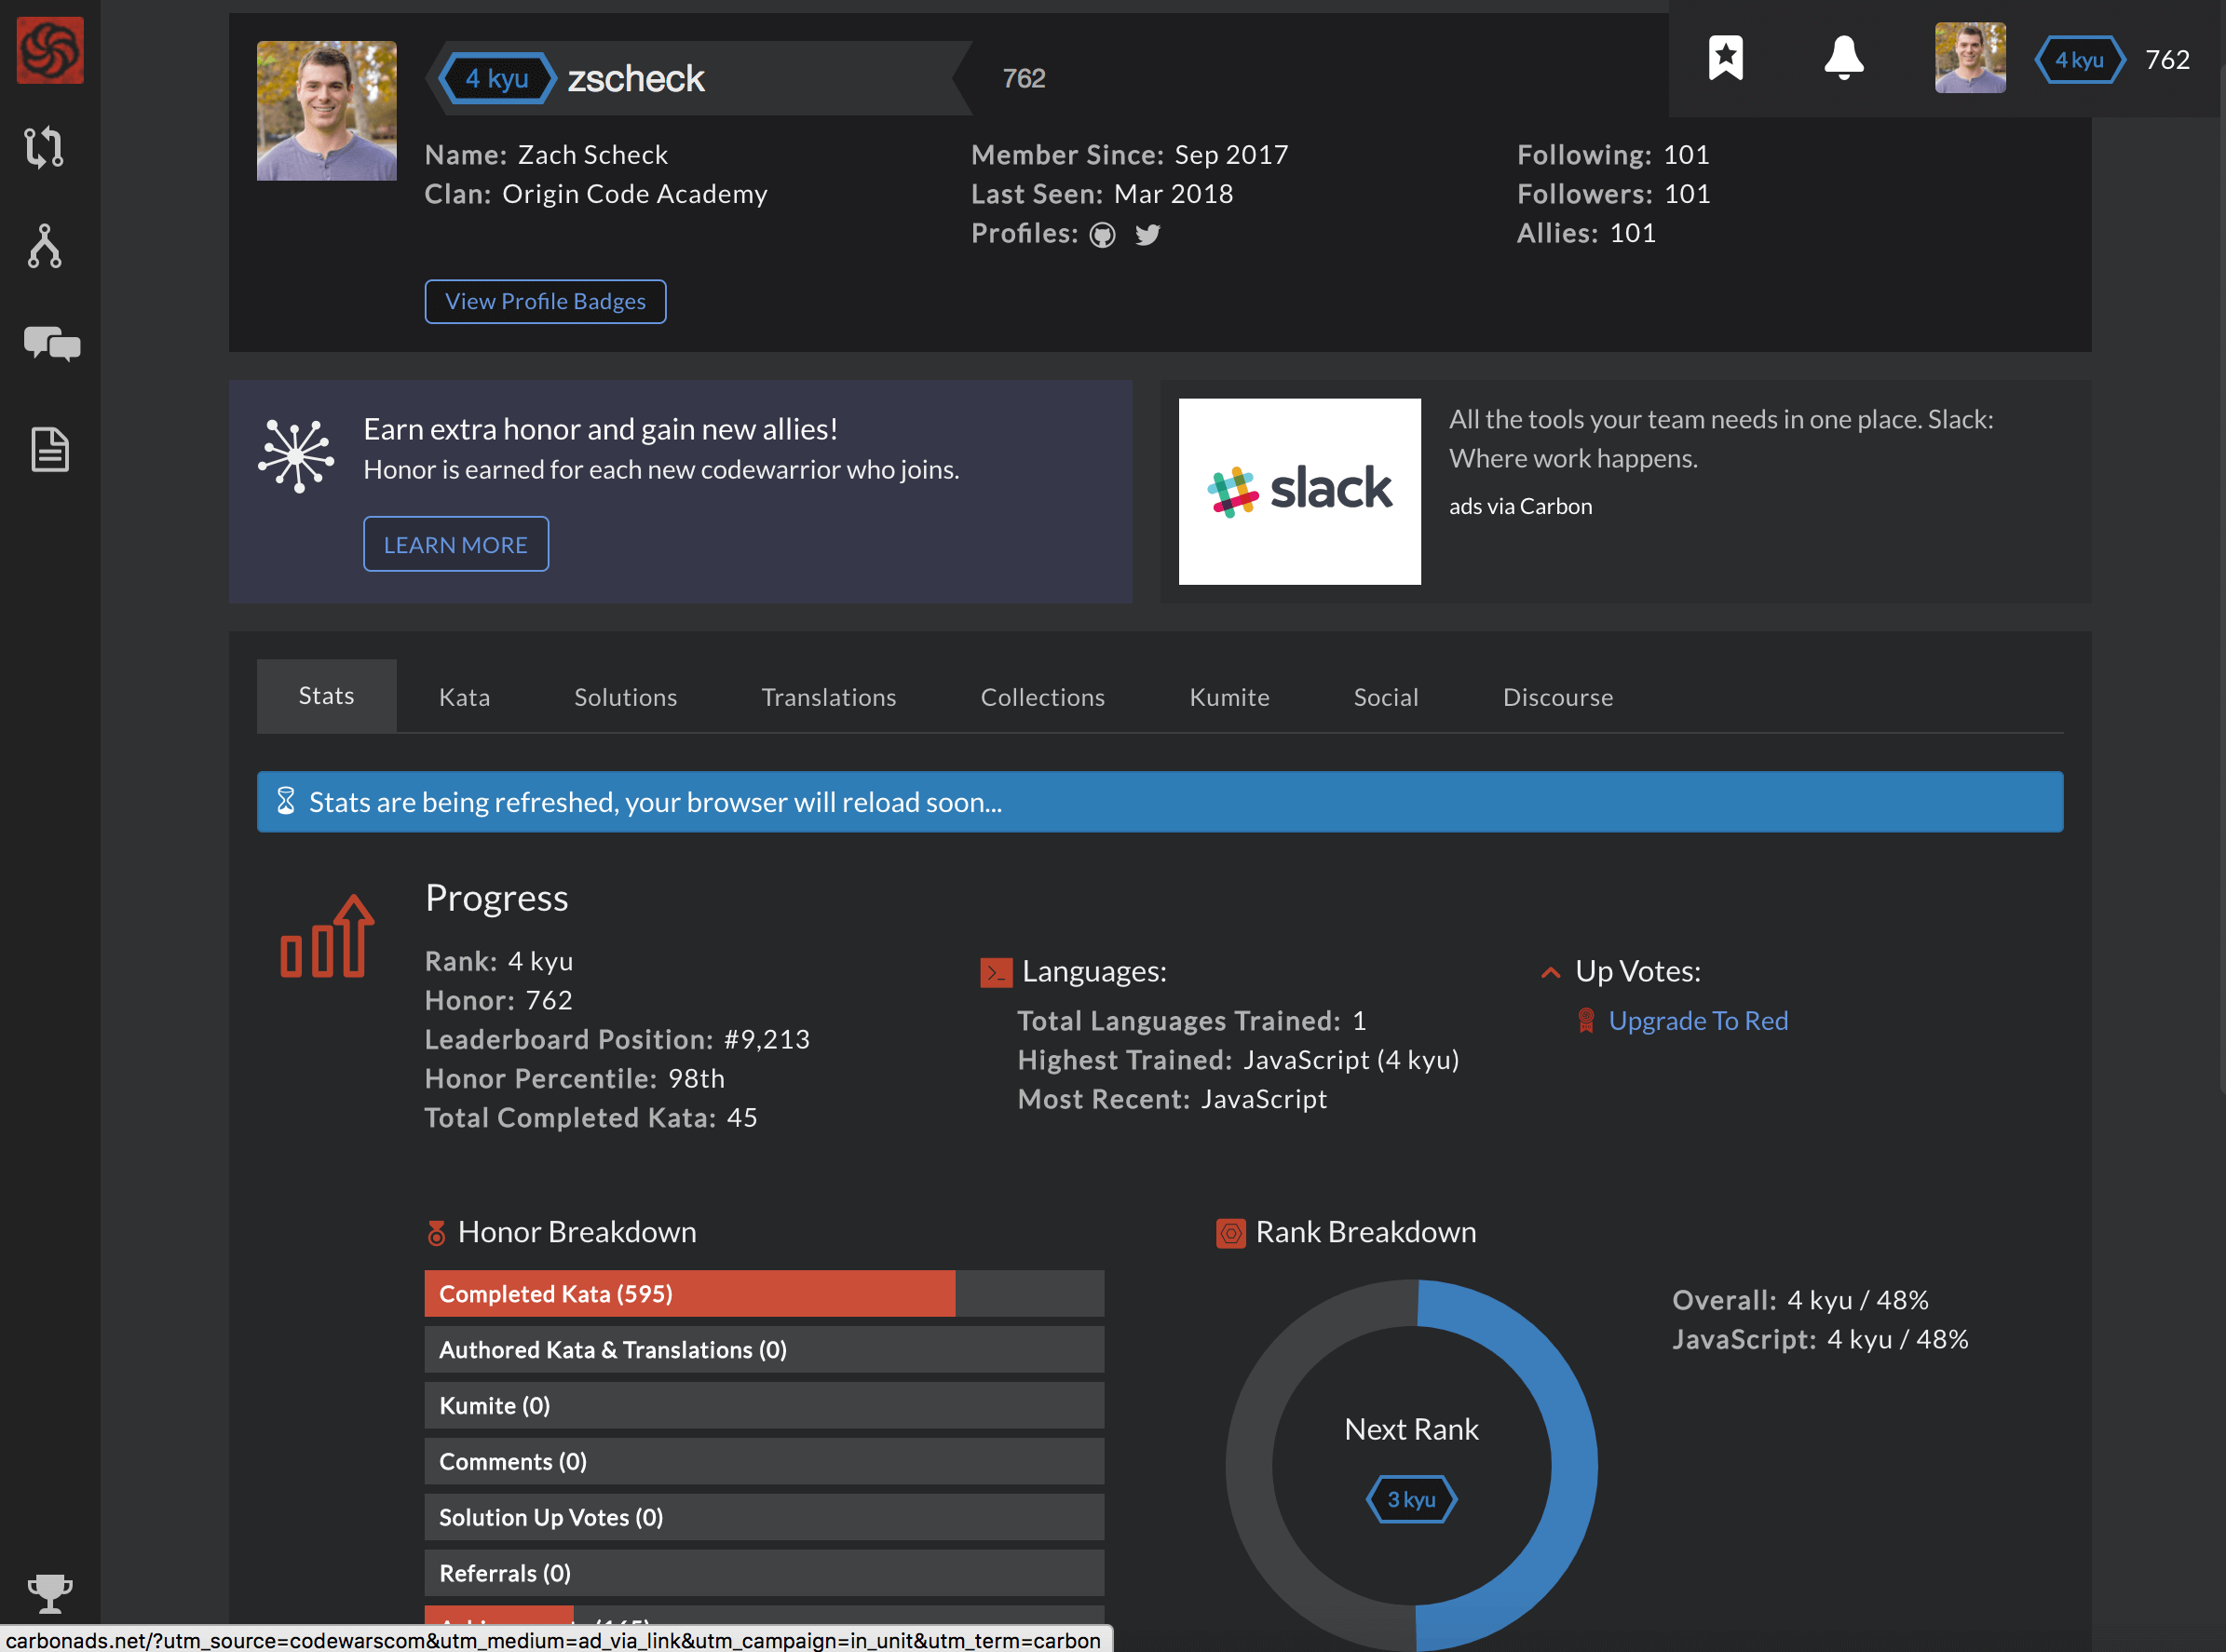 4 kyu zscheck 762
4 kyu 762
Name: Zach Scheck
Clan: Origin Code Academy
Member Since: Sep 2017
Last Seen: Mar 2018
Profiles:
Following: 101
Followers: 101
Allies: 101
View Profile Badges
Earn extra honor and gain new allies!
Honor is earned for each new codewarrior who joins.
LEARN MORE
slack
All the tools your team needs in one place. Slack:
Where work happens.
ads via Carbon
Stats Kata Solutions Translations Collections Kumite Social Discourse
Stats are being refreshed, your browser will reload soon...
Progress
Rank: 4 kyu
Honor: 762
Leaderboard Position: #9,213
Honor Percentile: 98th
Total Completed Kata: 45
Languages:
Total Languages Trained: 1
Highest Trained: JavaScript (4 kyu)
Most Recent: JavaScript
Up Votes:
Upgrade To Red
Honor Breakdown
Completed Kata (595)
Authored Kata & Translations (0)
Kumite (0)
Comments (0)
Solution Up Votes (0)
Referrals (0)
Rank Breakdown
Next Rank
3 kyu
Overall: 4 kyu / 48%
JavaScript: 4 kyu / 48%
carbonads.net/?utm_source=codewarscom&utm_medium=ad_via_link&utm_campaign=in_unit&utm_term=carbon